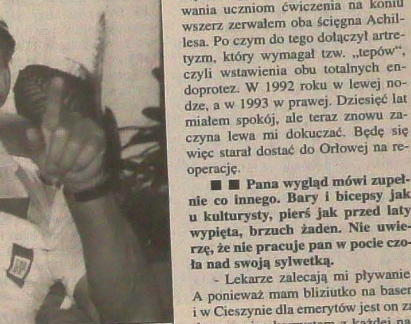 wania uczniom ćwiczenia na koniu
wszerz zerwałem oba ścięgna Achil-
lesa. Po czym do tego dołączył artre-
tyzm, który wymagał tzw. „tepów”,
czyli wstawienia obu totalnych en-
doprotez. W 1992 roku w lewej no-
dze, a w 1993 w prawej. Dziesięć lat
miałem spokój, ale teraz znowu za-
czyna lewa mi dokuczać. Będę się
więc starał dostać do Orłowej na re-
operację.
■ ■ Pana wygląd mówi zupeł-
nie co innego. Bary i bicepsy jak
u kulturysty, pierś jak przed laty
wypięta, brzuch żaden. Nie uwie-
rzę, że nie pracuje pan w pocie czo-
ła nad swoją sylwetką.
- Lekarze zalecają mi pływanie
A ponieważ mam bliziutko na baser
i w Cieszynie dla emerytów jest on za
każdej na